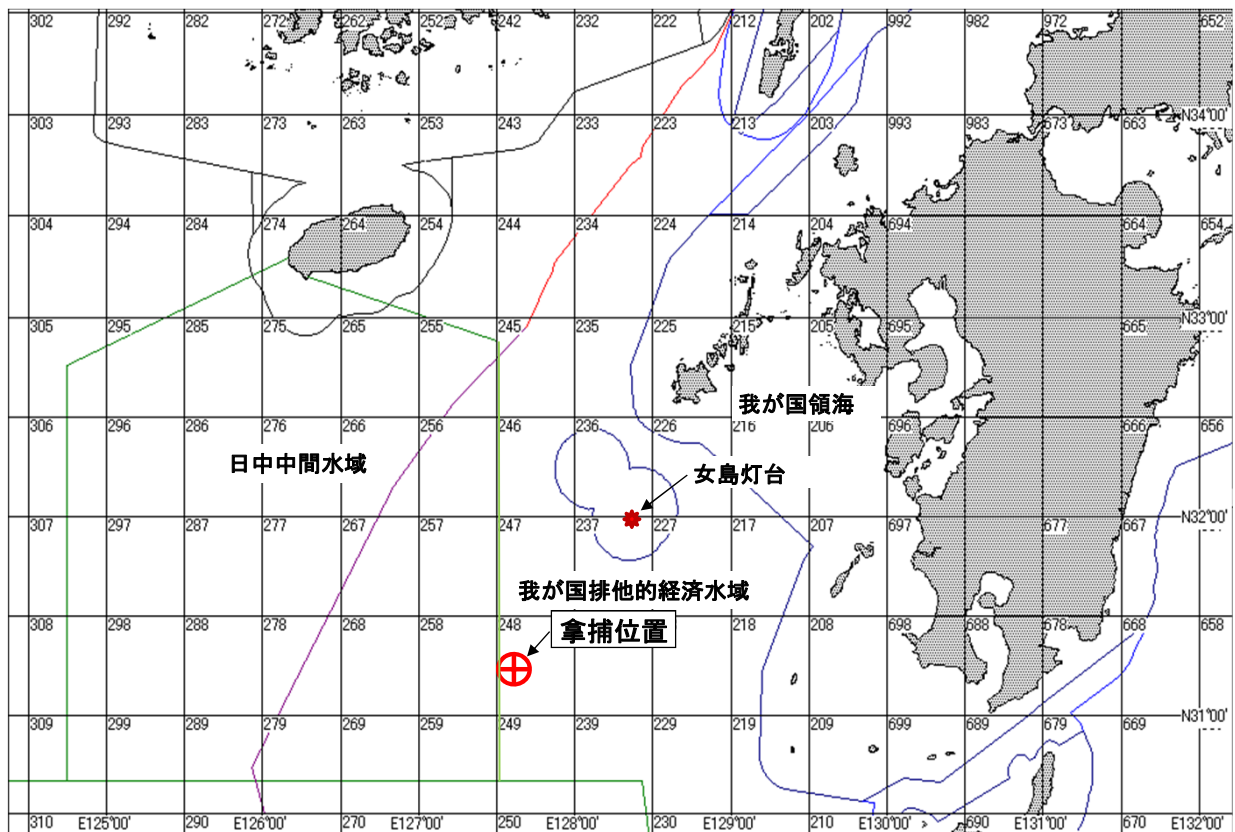 302 292 282 272 262 252 242 232 222 212 202 992 982 972 652
303 293 283 273 263 253 243 233 223 213 203 993 983 673 663 N34°00'
304 294 284 274 264 254 244 234 224 214 204 694 664 654
305 295 285 275 265 255 245 235 225 215 205 695 665 N33°00'
我が国領海
306 296 286 276 266 256 246 236 226 216 206 696 666 656
日中中間水域
女島灯台
307 297 287 277 267 257 247 237 227 217 207 697 677 667 N32°00'
我が国排他的経済水域
308 298 288 278 268 258 248 218 208 698 688 678 668 658
拿捕位置
309 299 289 279 269 259 249 239 229 219 209 699 689 679 669 N31°00'
310 E125°00' 290 E126°00' 270 E127°00' 250 E128°00' 230 E129°00' 210 E130°00' 690 E131°00' 670 E132°00'